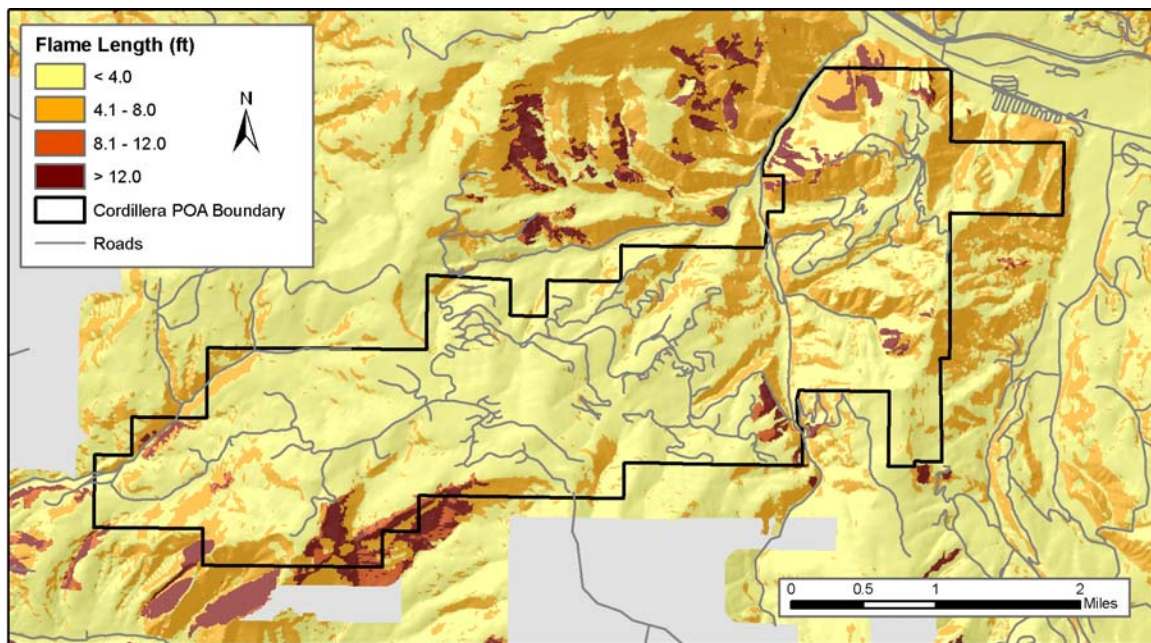 Flame Length (ft)
< 4.0
4.1 - 8.0
8.1 - 12.0
> 12.0
Cordillera POA Boundary
Roads
N
0 0.5 1 2
Miles